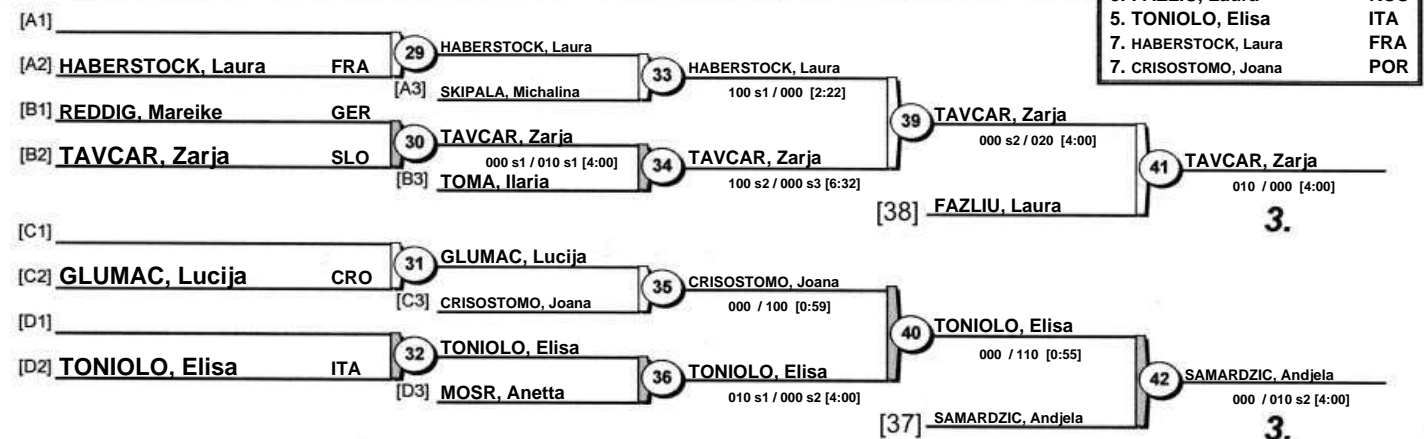 5. TONIOLO, Elisa ITA
7. HABERSTOCK, Laura FRA
7. CRISOSTOMO, Joana POR
[A1]
[A2] HABERSTOCK, Laura FRA
29
HABERSTOCK, Laura
[A3] SKIPALA, Michalina
33
HABERSTOCK, Laura
100 s1 / 000 [2:22]
[B1] REDDIG, Mareike GER
[B2] TAVCAR, Zarja SLO
30
TAVCAR, Zarja
000 s1 / 010 s1 [4:00]
[B3] TOMA, Ilaria
34
TAVCAR, Zarja
100 s2 / 000 s3 [6:32]
39
TAVCAR, Zarja
000 s2 / 020 [4:00]
[38] FAZLIU, Laura
41
TAVCAR, Zarja
010 / 000 [4:00]
3.
[C1]
[C2] GLUMAC, Lucija CRO
31
GLUMAC, Lucija
[C3] CRISOSTOMO, Joana
35
CRISOSTOMO, Joana
000 / 100 [0:59]
[D1]
[D2] TONIOLO, Elisa ITA
32
TONIOLO, Elisa
[D3] MOSR, Anetta
36
TONIOLO, Elisa
010 s1 / 000 s2 [4:00]
40
TONIOLO, Elisa
000 / 110 [0:55]
[37] SAMARDZIC, Andjela
42
SAMARDZIC, Andjela
000 / 010 s2 [4:00]
3.